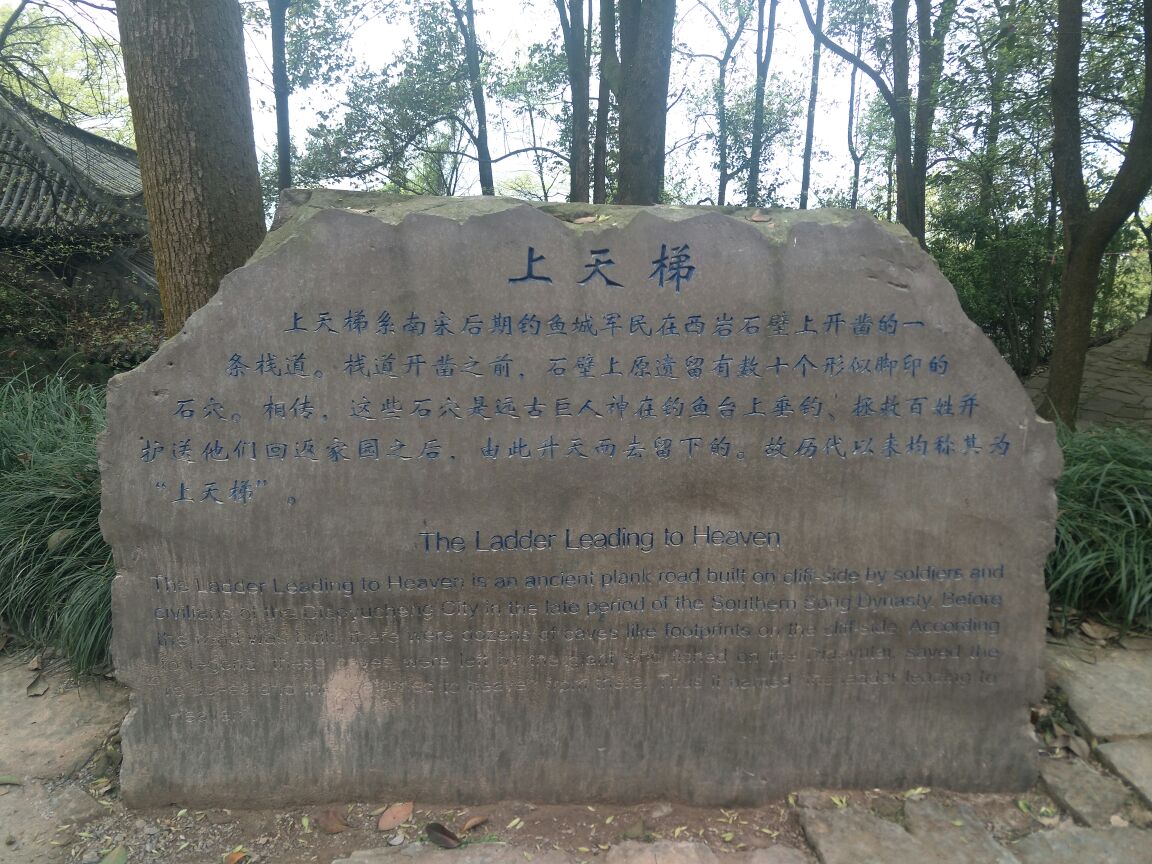 上天梯
上天梯系南宋后期钓鱼城军民在西岩石壁上开凿的一
条栈道。栈道开凿之前，石壁上原遗留有数十个形似脚印的
石穴。相传，这些石穴是远古巨人神在钓鱼台上垂钓、拯救百姓并
护送他们回返家园之后，由此升天而去留下的。故历代以来均称其为
“上天梯”。
The Ladder Leading to Heaven
The Ladder Leading to Heaven is an ancient plank road built on cliff-side by soldiers and
civilians of the Diaoyucheng City in the late period of the Southern Song Dynasty. Before
the road was built, there were dozens of caves like footprints on the cliff-side. According
to legend, these caves were left by the giant who fished on the Diaoyutai, saved the
to heaven from there. Thus it named the ladder leading to
heaven.